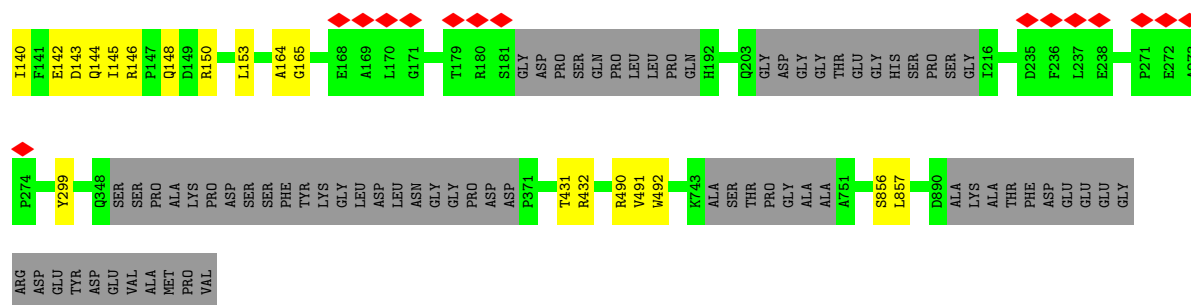 I140 F141 E142 D143 Q144 I145 R146 P147 Q148 D149 R150 L153 A164 G165 E168 A169 L170 G171 T179 R180 S181 GLY ASP PRO SER GLN PRO LEU LEU PRO GLN H192 Q203 GLY ASP GLY GLY THR GLU GLY HIS SER PRO SER GLY I216 D235 F236 L237 E238 P271 E272 A273
P274 Y299 Q348 SER SER PRO ALA LYS PRO ASP SER SER PHE TYR LYS GLY LEU ASP LEU ASN GLY GLY PRO ASP ASP P371 T431 R432 R490 V491 W492 K743 ALA SER THR PRO GLY ALA ALA A751 S856 L857 D890 ALA LYS ALA THR PHE ASP GLU GLU GLU GLY
ARG ASP GLU TYR ASP GLU VAL ALA MET PRO VAL